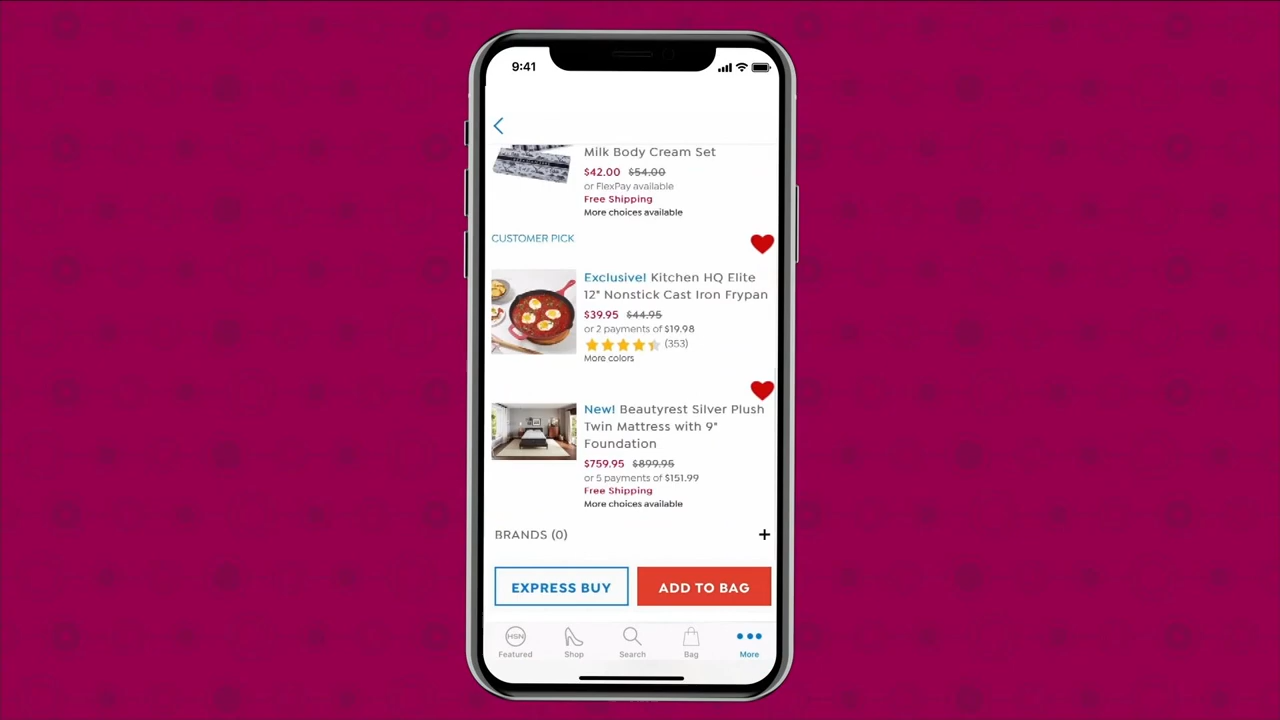 9:41
Milk Body Cream Set
$42.00 $54.00
or FlexPay available
Free Shipping
More choices available
CUSTOMER PICK
Exclusive! Kitchen HQ Elite
12" Nonstick Cast Iron Frypan
$39.95 $44.95
or 2 payments of $19.98
(353)
More colors
New! Beautyrest Silver Plush
Twin Mattress with 9"
Foundation
$759.95 $899.95
or 5 payments of $151.99
Free Shipping
More choices available
BRANDS (0)
EXPRESS BUY
ADD TO BAG
HSN
Featured
Shop
Search
Bag
More